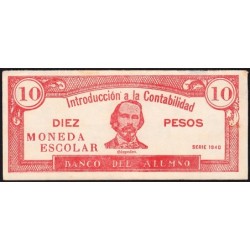 10 Introducción a la Contabilidad 10
DIEZ PESOS
MONEDA ESCOLAR
SERIE 1940
BANCO DEL ALUMNO